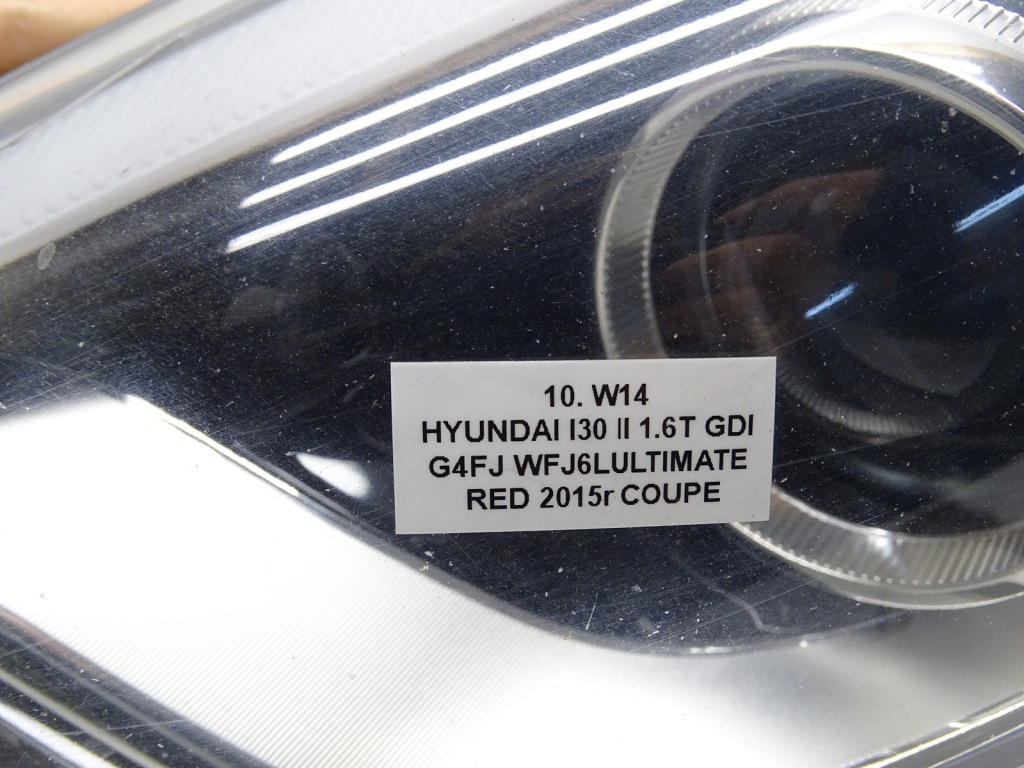 10. W14
HYUNDAI I30 II 1.6T GDI
G4FJ WFJ6LULTIMATE
RED 2015r COUPE